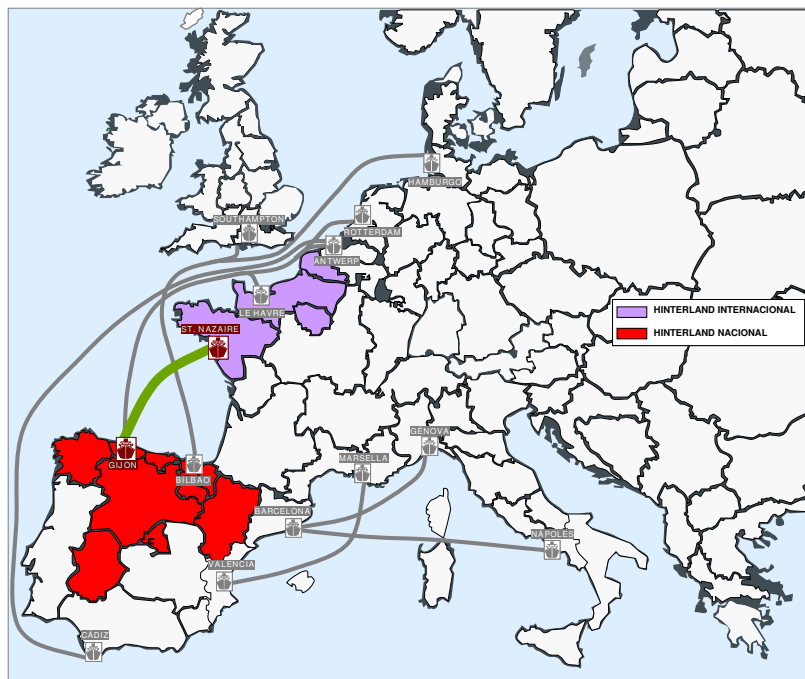 HAMBURGO
SOUTHAMPTON
ROTTERDAM
ANTWERP
LE HAVRE
HINTERLAND INTERNACIONAL
ST. NAZAIRE
HINTERLAND NACIONAL
GENOVA
GIJON
MARSELLA
BILBAO
BARCELONA
NAPOLES
VALENCIA
CADIZ